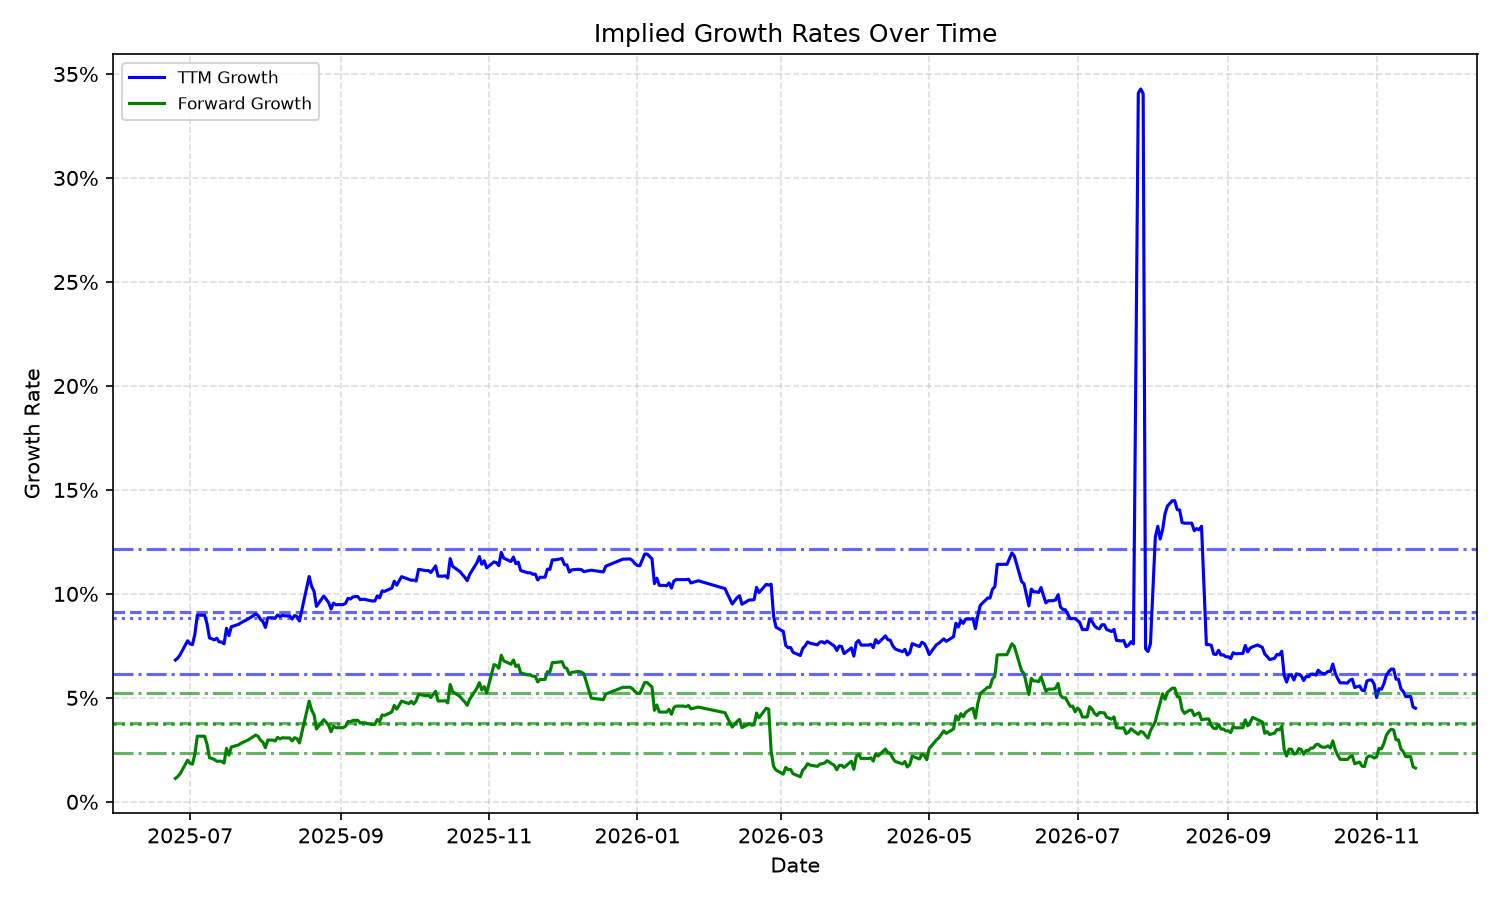 Implied Growth Rates Over Time
TTM Growth
Forward Growth
35%
30%
25%
20%
15%
10%
5%
0%
Growth Rate
2025-07 2025-09 2025-11 2026-01 2026-03 2026-05 2026-07 2026-09 2026-11
Date